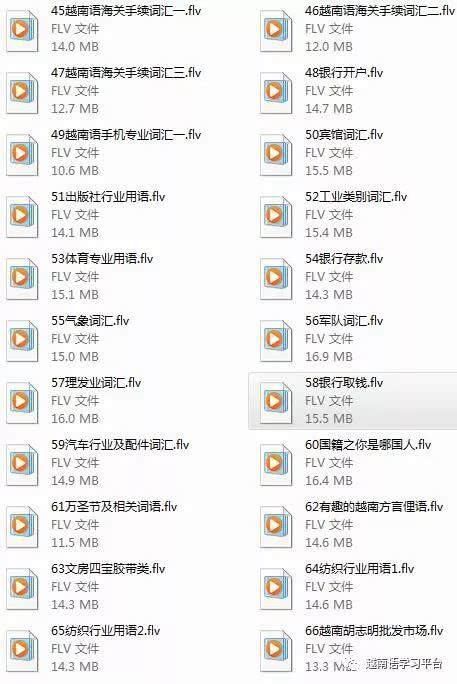 45越南语海关手续词汇一.flv
FLV 文件
14.0 MB
46越南语海关手续词汇二.flv
FLV 文件
12.0 MB
47越南语海关手续词汇三.flv
FLV 文件
12.7 MB
48银行开户.flv
FLV 文件
14.7 MB
49越南语手机专业词汇一.flv
FLV 文件
10.6 MB
50宾馆词汇.flv
FLV 文件
15.5 MB
51出版社行业用语.flv
FLV 文件
14.1 MB
52工业类别词汇.flv
FLV 文件
15.4 MB
53体育专业用语.flv
FLV 文件
15.1 MB
54银行存款.flv
FLV 文件
14.3 MB
55气象词汇.flv
FLV 文件
15.0 MB
56军队词汇.flv
FLV 文件
16.9 MB
57理发业词汇.flv
FLV 文件
16.0 MB
58银行取钱.flv
FLV 文件
15.5 MB
59汽车行业及配件词汇.flv
FLV 文件
14.9 MB
60国籍之你是哪国人.flv
FLV 文件
16.4 MB
61万圣节及相关词语.flv
FLV 文件
11.5 MB
62有趣的越南方言俚语.flv
FLV 文件
14.6 MB
63文房四宝胶带类.flv
FLV 文件
14.3 MB
64纺织行业用语1.flv
FLV 文件
14.6 MB
65纺织行业用语2.flv
FLV 文件
14.3 MB
66越南胡志明批发市场.flv
FLV 文件
13.3 M
越南语学习平台